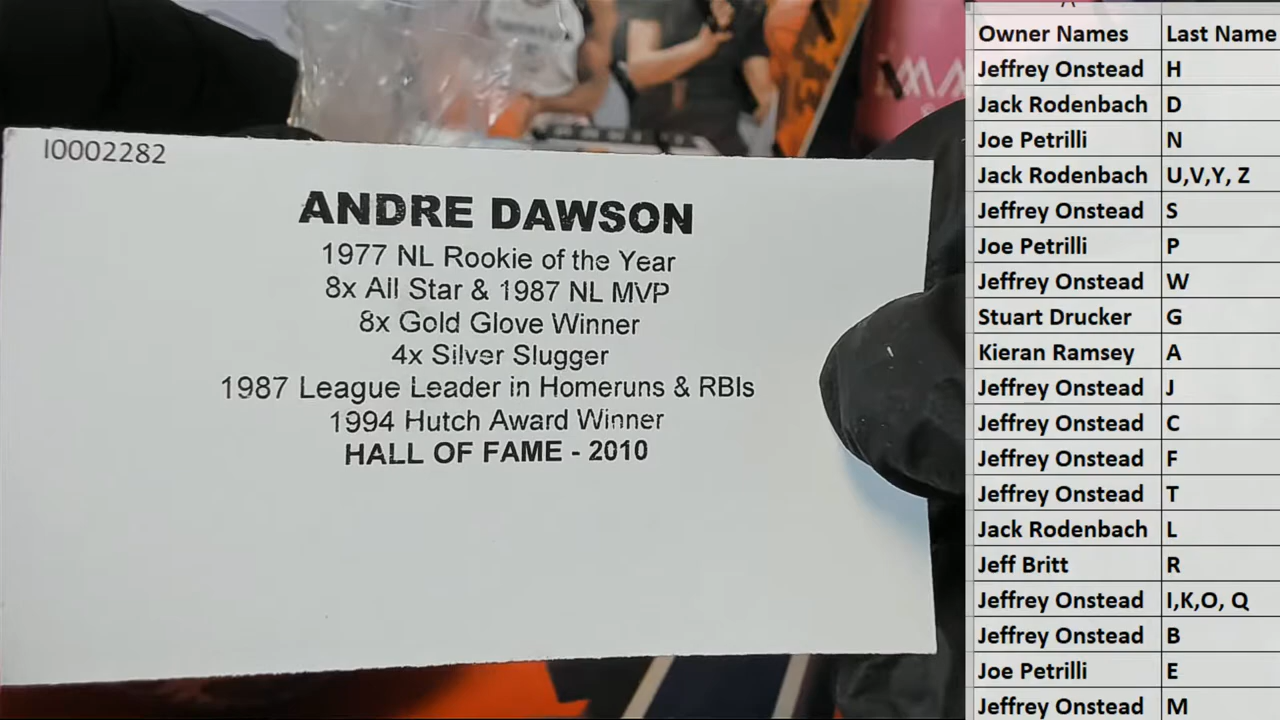 I0002282
ANDRE DAWSON
1977 NL Rookie of the Year
8x All Star & 1987 NL MVP
8x Gold Glove Winner
4x Silver Slugger
1987 League Leader in Homeruns & RBIs
1994 Hutch Award Winner
HALL OF FAME - 2010
Owner Names Last Name
Jeffrey Onstead H
Jack Rodenbach D
Joe Petrilli N
Jack Rodenbach U,V,Y, Z
Jeffrey Onstead S
Joe Petrilli P
Jeffrey Onstead W
Stuart Drucker G
Kieran Ramsey A
Jeffrey Onstead J
Jeffrey Onstead C
Jeffrey Onstead F
Jeffrey Onstead T
Jack Rodenbach L
Jeff Britt R
Jeffrey Onstead I,K,O, Q
Jeffrey Onstead B
Joe Petrilli E
Jeffrey Onstead M